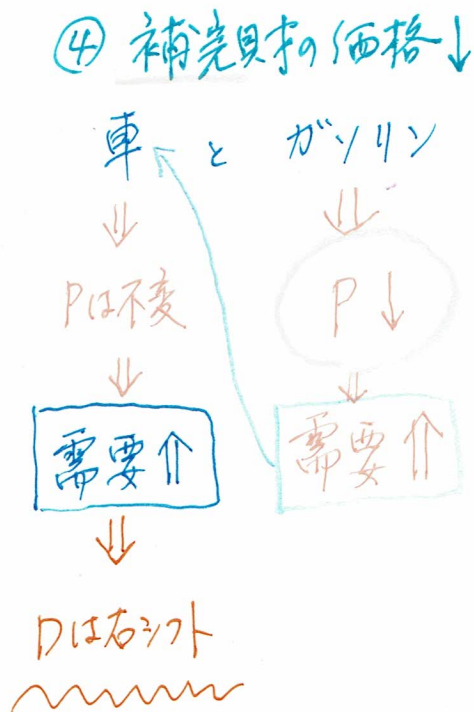 ④ 補完財の価格↓
車 と ガソリン
⇓ ⇓
Pは不変 P↓
⇓ ⇓
需要⇑ 需要⇑
⇓
Dは右シフト